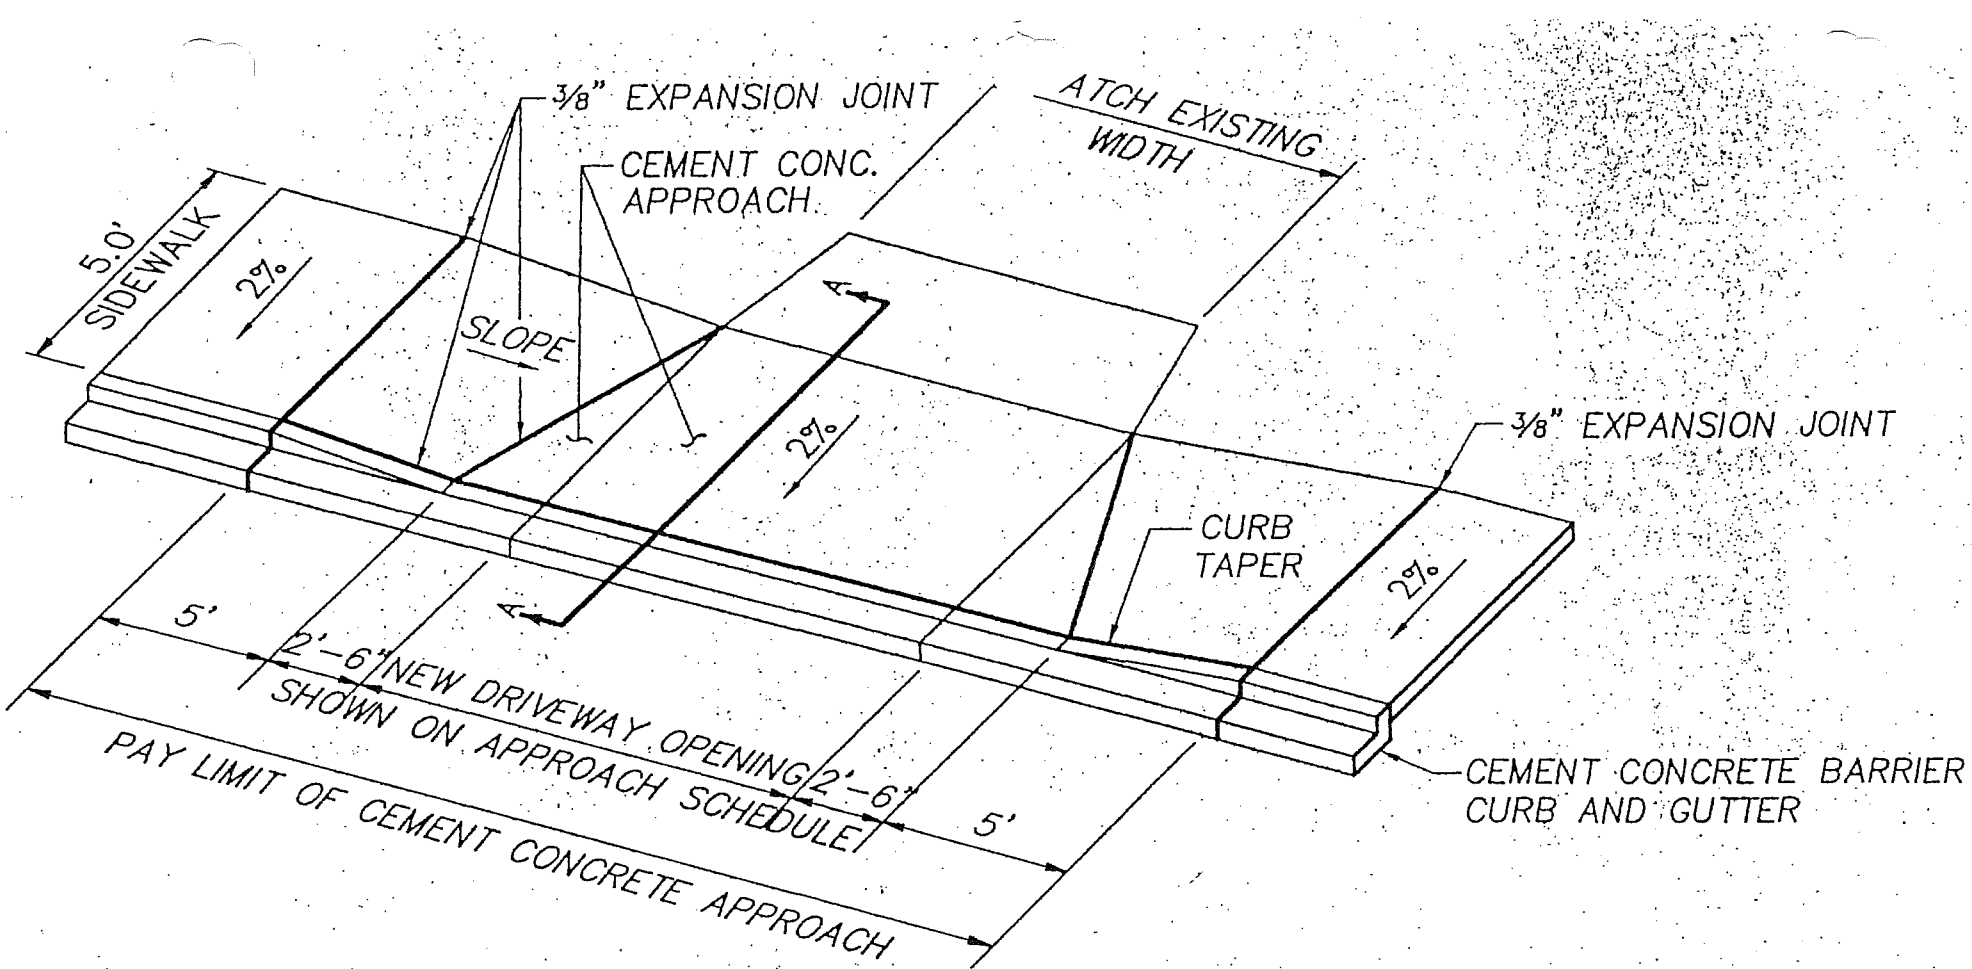 3/8" EXPANSION JOINT
CEMENT CONC.
APPROACH
ATCH EXISTING
WIDTH
5.0'
SIDEWALK
2%
SLOPE
A
2%
3/8" EXPANSION JOINT
CURB
TAPER
2%
A
5'
2'-6"
NEW DRIVEWAY OPENING
SHOWN ON APPROACH SCHEDULE
2'-6"
5'
PAY LIMIT OF CEMENT CONCRETE APPROACH
CEMENT CONCRETE BARRIER
CURB AND GUTTER